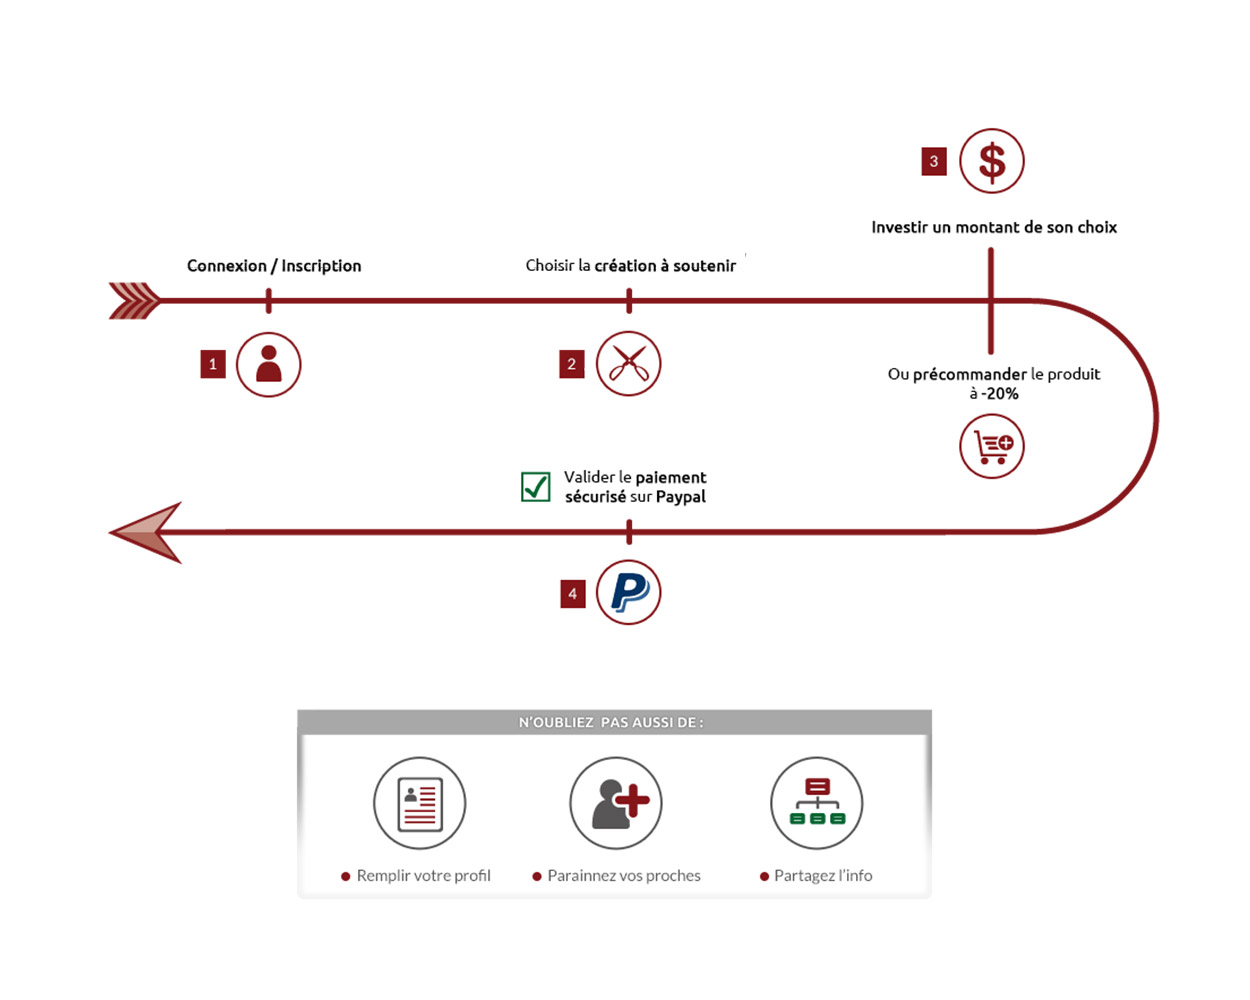 3
$
Investir un montant de son choix
Connexion / Inscription
Choisir la création à soutenir
1
2
Ou précommander le produit
à -20%
Valider le paiement
sécurisé sur Paypal
4
P
N'OUBLIEZ PAS AUSSI DE :
Remplir votre profil
Parainnez vos proches
Partagez l'info